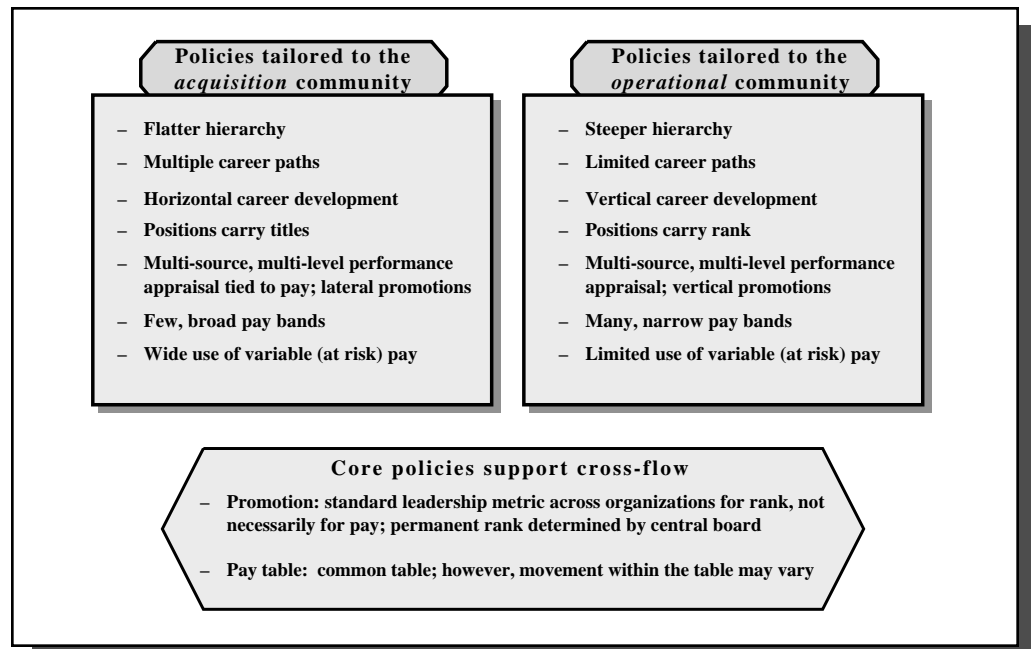 Policies tailored to the
acquisition community
– Flatter hierarchy
– Multiple career paths
– Horizontal career development
– Positions carry titles
– Multi-source, multi-level performance
appraisal tied to pay; lateral promotions
– Few, broad pay bands
– Wide use of variable (at risk) pay
Policies tailored to the
operational community
– Steeper hierarchy
– Limited career paths
– Vertical career development
– Positions carry rank
– Multi-source, multi-level performance
appraisal; vertical promotions
– Many, narrow pay bands
– Limited use of variable (at risk) pay
Core policies support cross-flow
– Promotion: standard leadership metric across organizations for rank, not
necessarily for pay; permanent rank determined by central board
– Pay table: common table; however, movement within the table may vary